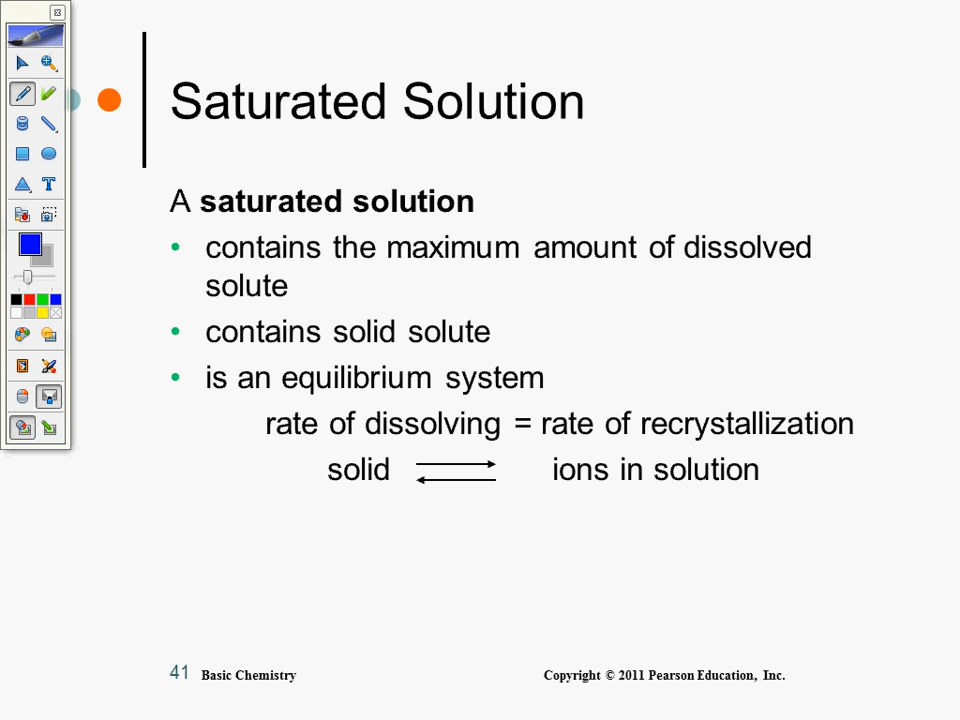 Saturated Solution
A saturated solution
• contains the maximum amount of dissolved
solute
• contains solid solute
• is an equilibrium system
rate of dissolving = rate of recrystallization
solid ions in solution
41 Basic Chemistry Copyright © 2011 Pearson Education, Inc.